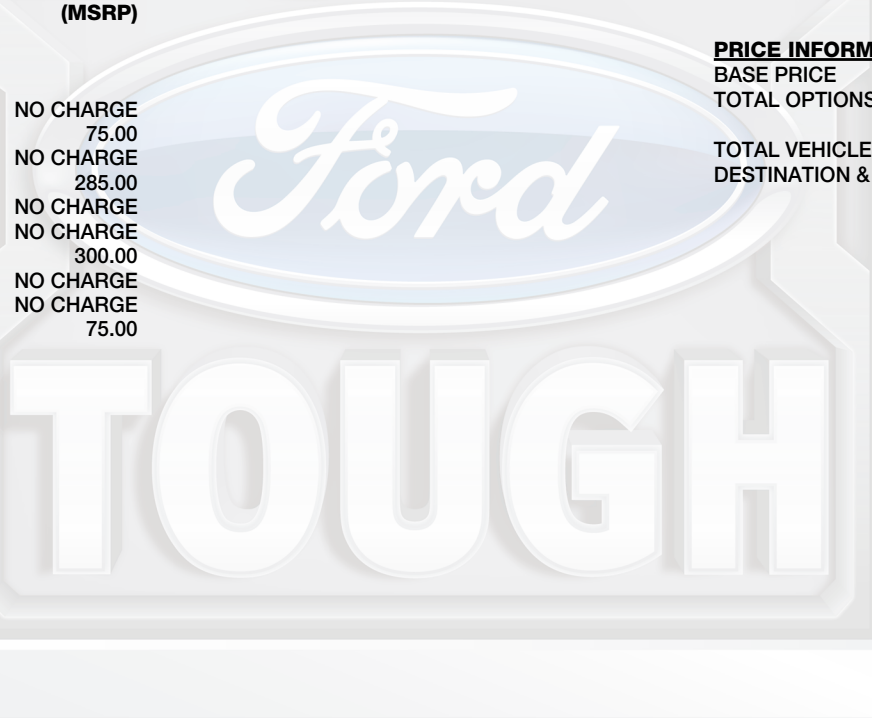 (MSRP)
NO CHARGE
75.00
NO CHARGE
285.00
NO CHARGE
NO CHARGE
300.00
NO CHARGE
NO CHARGE
75.00
PRICE INFORM
BASE PRICE
TOTAL OPTIONS
TOTAL VEHICLE
DESTINATION &
Ford
TOUGH